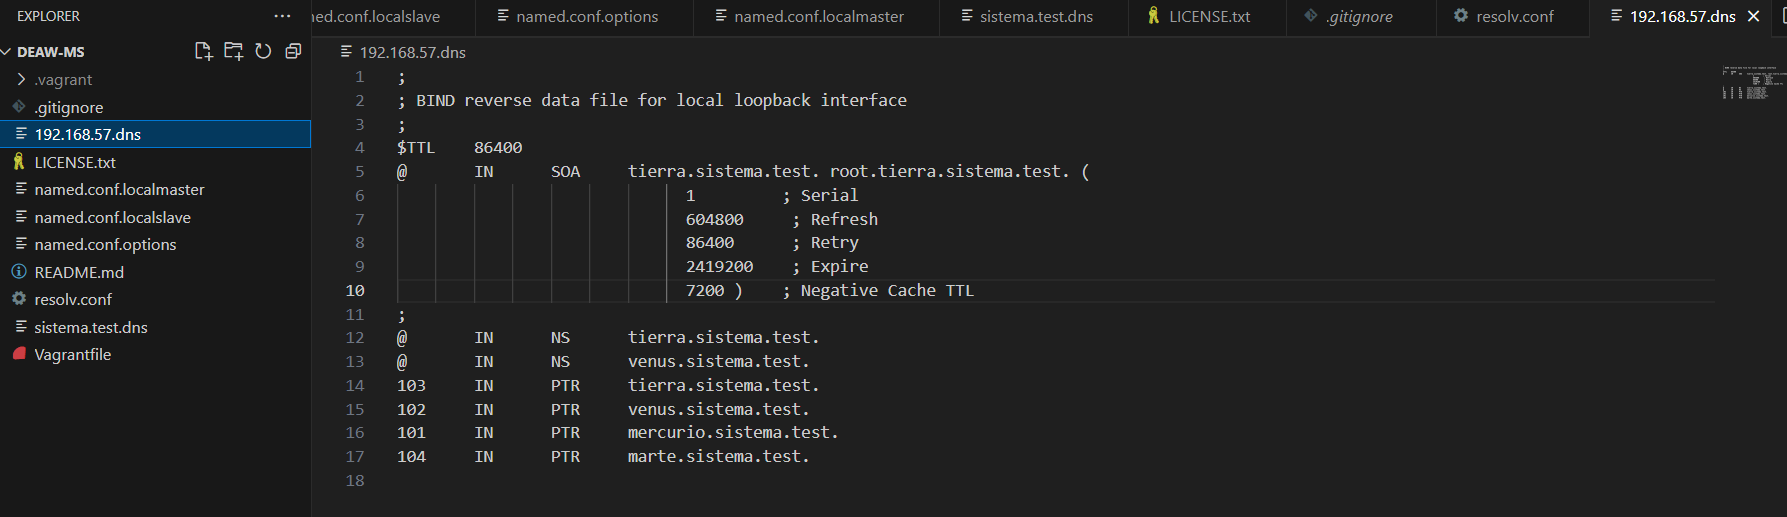 EXPLORER
DEAW-MS
.vagrant
.gitignore
192.168.57.dns
LICENSE.txt
named.conf.localmaster
named.conf.localslave
named.conf.options
README.md
resolv.conf
sistema.test.dns
Vagrantfile
ned.conf.localslave named.conf.options named.conf.localmaster sistema.test.dns LICENSE.txt .gitignore resolv.conf 192.168.57.dns
192.168.57.dns
1 ;
2 ; BIND reverse data file for local loopback interface
3 ;
4 $TTL 86400
5 @ IN SOA tierra.sistema.test. root.tierra.sistema.test. (
6 1 ; Serial
7 604800 ; Refresh
8 86400 ; Retry
9 2419200 ; Expire
10 7200 ) ; Negative Cache TTL
11 ;
12 @ IN NS tierra.sistema.test.
13 @ IN NS venus.sistema.test.
14 103 IN PTR tierra.sistema.test.
15 102 IN PTR venus.sistema.test.
16 101 IN PTR mercurio.sistema.test.
17 104 IN PTR marte.sistema.test.
18